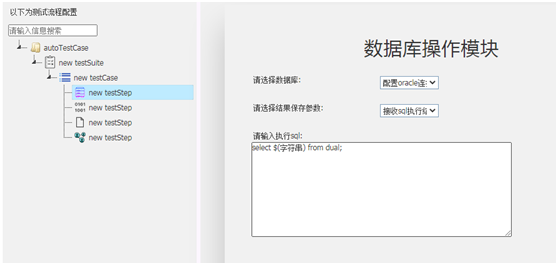 以下为测试流程配置
请输入信息搜索
autoTestCase
new testSuite
new testCase
new testStep
new testStep
new testStep
new testStep
数据库操作模块
请选择数据库:
配置oracle连
请选择结果保存参数:
接收sql执行结
请输入执行sql:
select $(字符串) from dual;